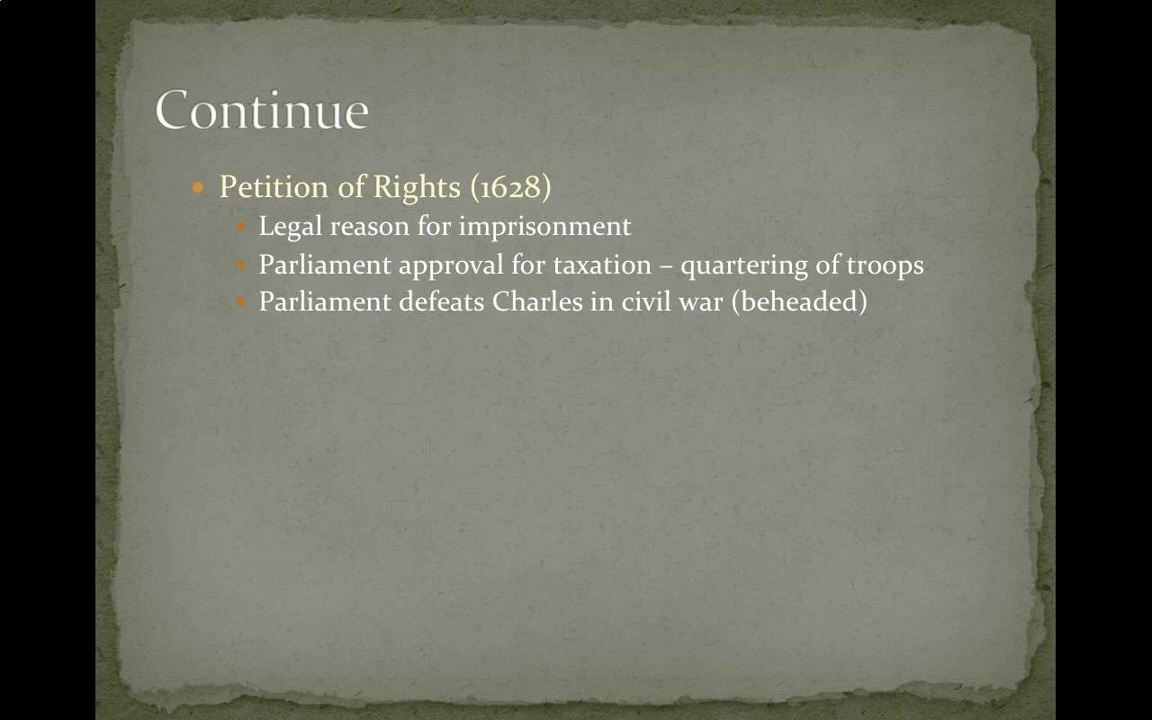 Continue
Petition of Rights (1628)
Legal reason for imprisonment
Parliament approval for taxation – quartering of troops
Parliament defeats Charles in civil war (beheaded)